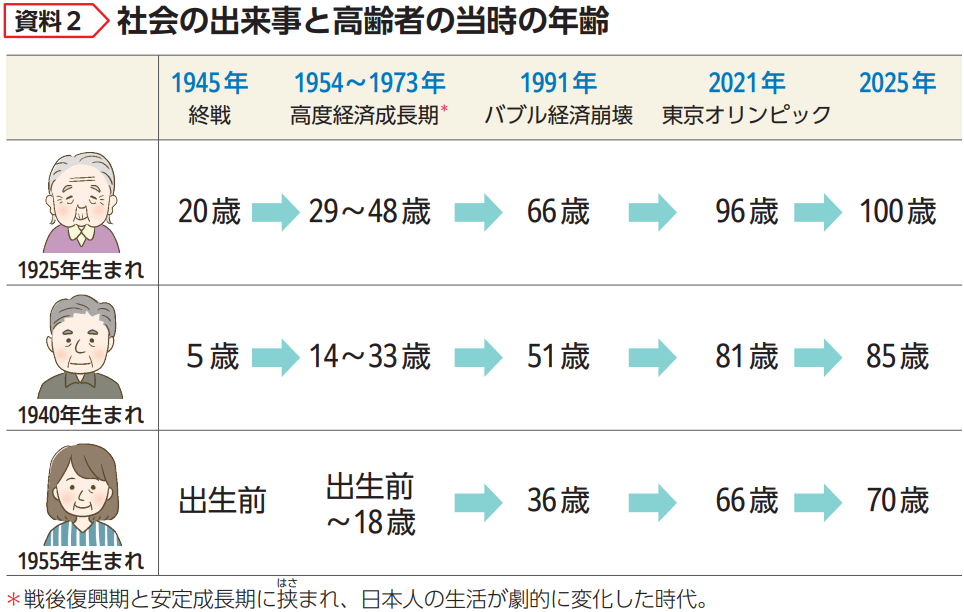 資料2 社会の出来事と高齢者の当時の年齢
1945年 1954～1973年 1991年 2021年 2025年
終戦 高度経済成長期* バブル経済崩壊 東京オリンピック
20歳 29～48歳 66歳 96歳 100歳
1925年生まれ
5歳 14～33歳 51歳 81歳 85歳
1940年生まれ
出生前 出生前 36歳 66歳 70歳
～18歳
1955年生まれ
はさ
*戦後復興期と安定成長期に挟まれ、日本人の生活が劇的に変化した時代。